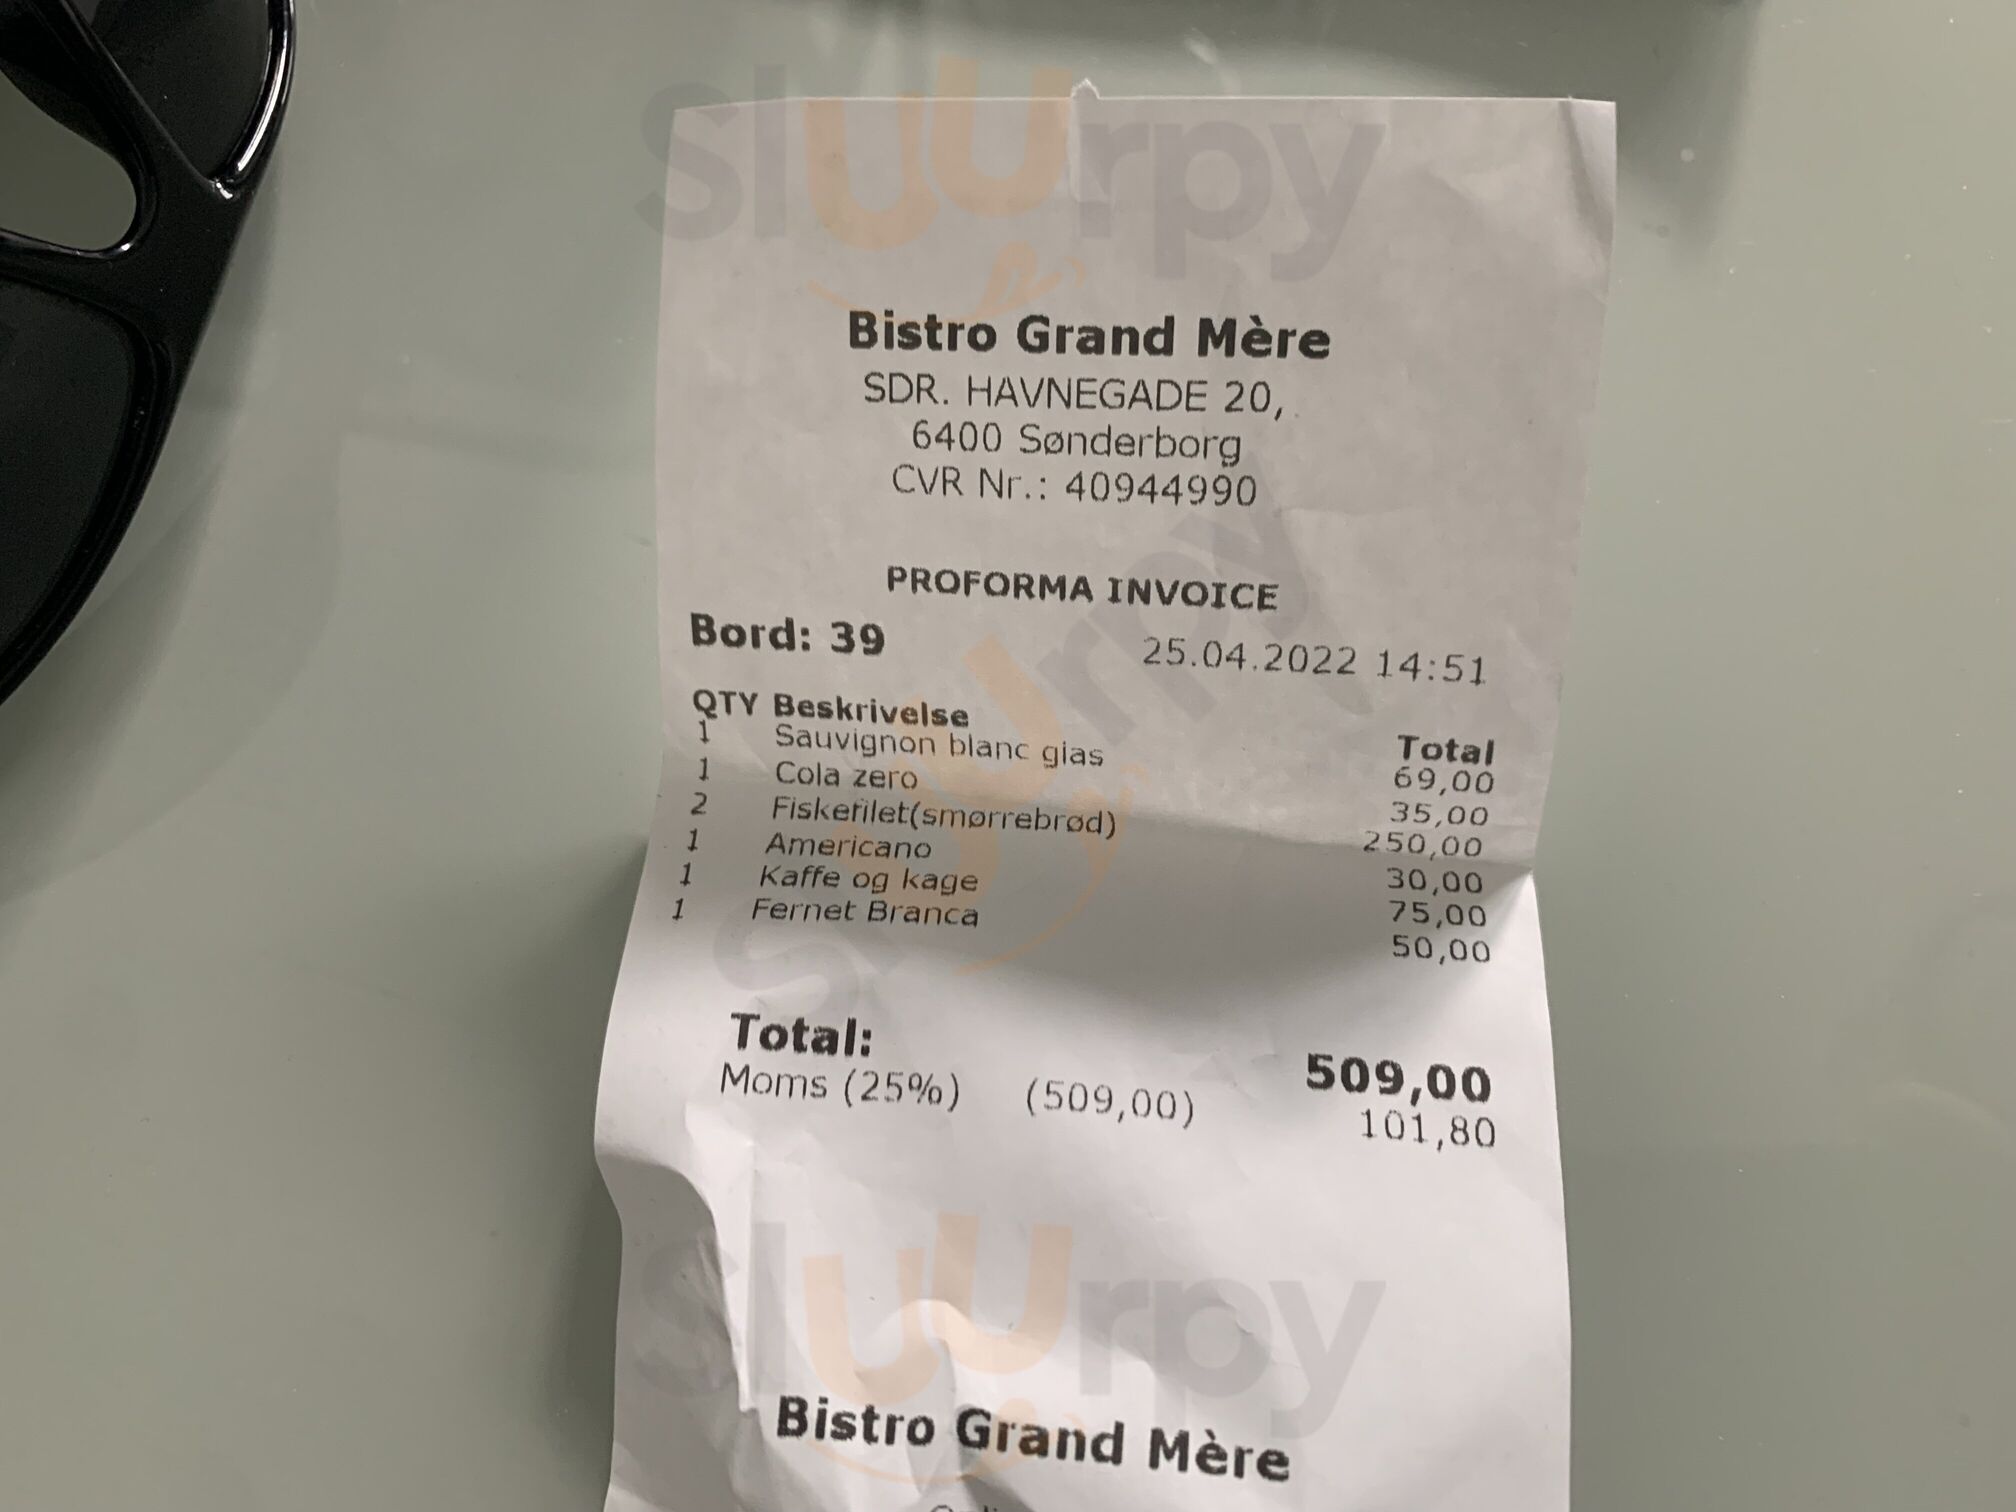 sluurpy
Bistro Grand Mère
SDR. HAVNEGADE 20,
6400 Sønderborg
CVR Nr.: 40944990
PROFORMA INVOICE
Bord: 39 25.04.2022 14:51
QTY Beskrivelse Total
1 Sauvignon blanc glas 69,00
1 Cola zero 35,00
2 Fiskefilet(smørrebrød) 250,00
1 Americano 30,00
1 Kaffe og kage 75,00
1 Fernet Branca 50,00
Total: 509,00
Moms (25%) (509,00) 101,80
sluurpy
sluurpy
Bistro Grand Mère